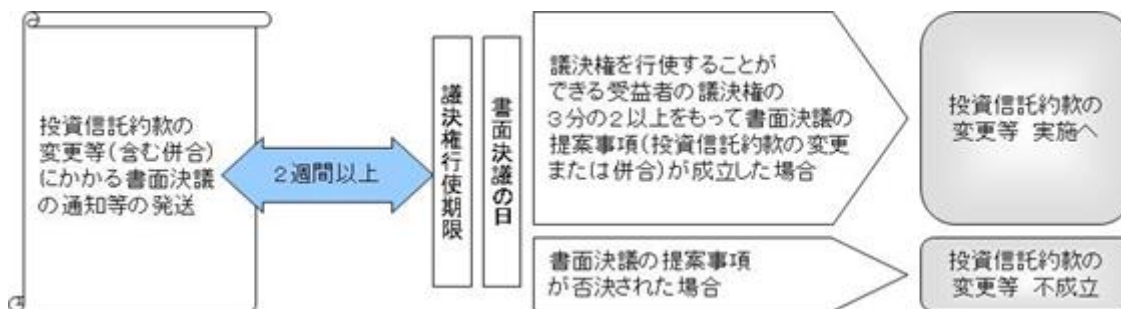 投資信託約款の
変更等(含む併合)
にかかる書面決議
の通知等の発送
2週間以上
議決権行使期限
書面決議の日
議決権を行使することが
できる受益者の議決権の
3分の2以上をもって書面決議の
提案事項(投資信託約款の変更
または併合)が成立した場合
投資信託約款の
変更等 実施へ
書面決議の提案事項
が否決された場合
投資信託約款の
変更等 不成立